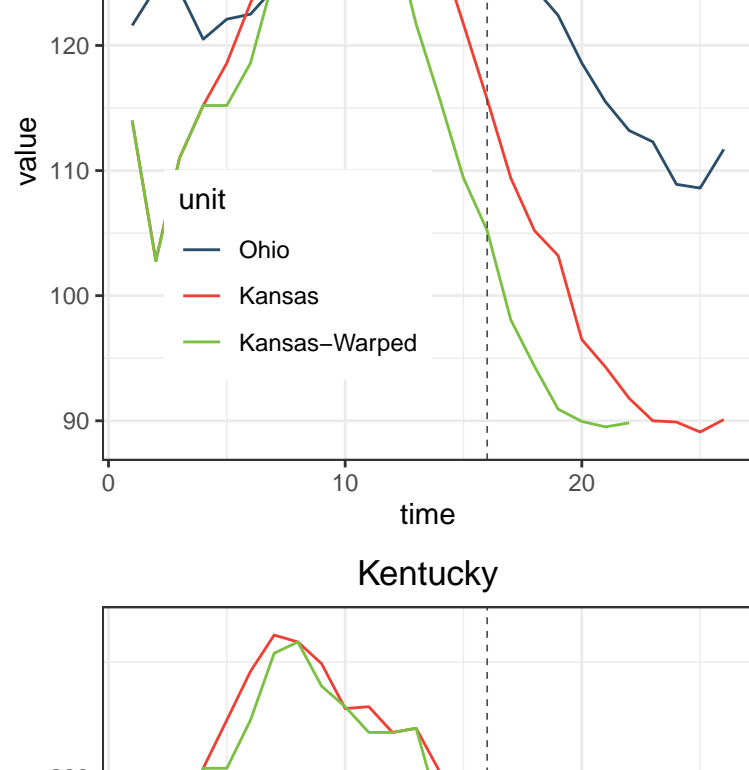 120
110
100
90
value
unit
Ohio
Kansas
Kansas−Warped
0 10 20
time
Kentucky